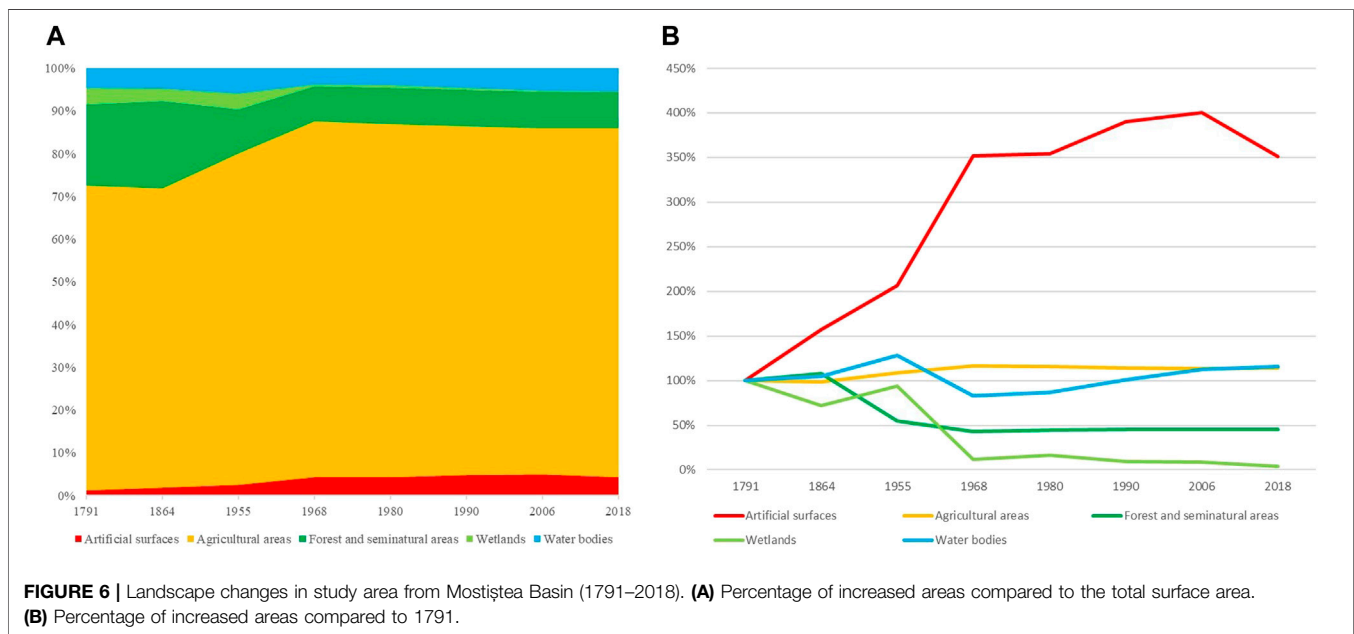 A
100%
90%
80%
70%
60%
50%
40%
30%
20%
10%
0%
1791 1864 1955 1968 1980 1990 2006 2018
Artificial surfaces Agricultural areas Forest and seminatural areas Wetlands Water bodies
B
450%
400%
350%
300%
250%
200%
150%
100%
50%
0%
1791 1864 1955 1968 1980 1990 2006 2018
Artificial surfaces Agricultural areas Forest and seminatural areas
Wetlands Water bodies
FIGURE 6 | Landscape changes in study area from Mostiștea Basin (1791–2018). (A) Percentage of increased areas compared to the total surface area.
(B) Percentage of increased areas compared to 1791.